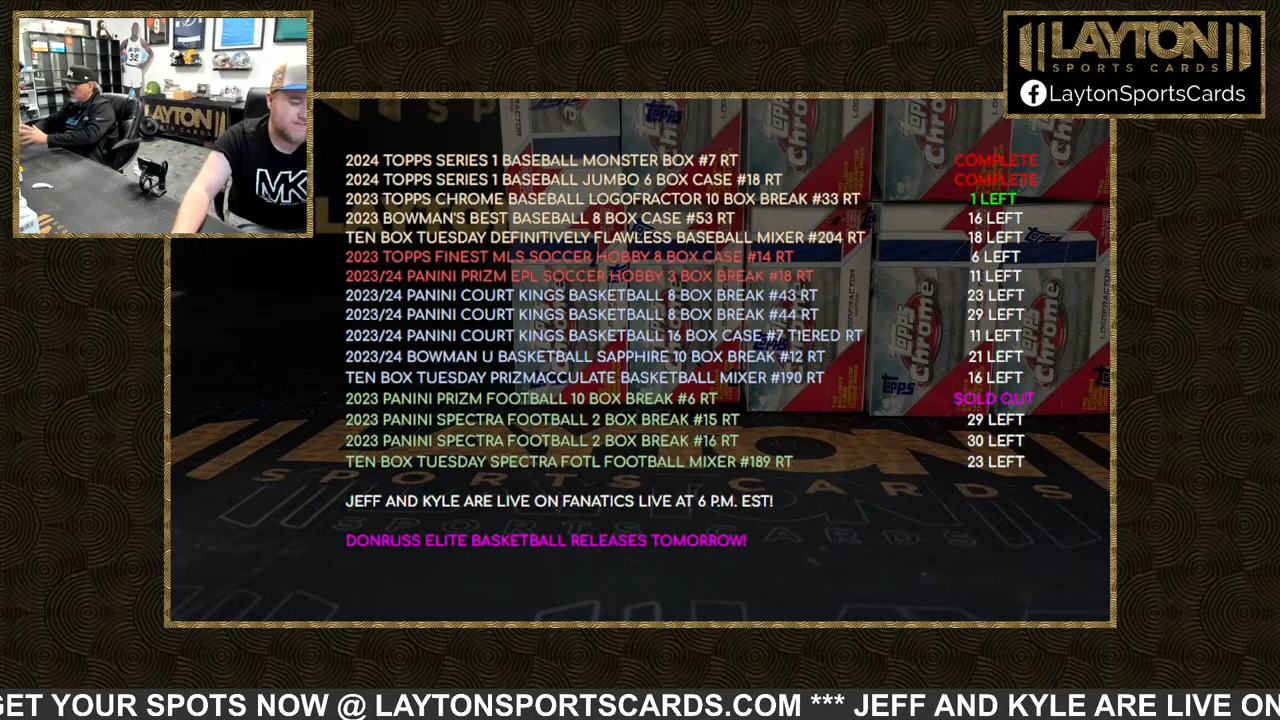 LAYTON
SPORTS CARDS
LaytonSportsCards
2024 TOPPS SERIES 1 BASEBALL MONSTER BOX #7 RT COMPLETE
2024 TOPPS SERIES 1 BASEBALL JUMBO 6 BOX CASE #18 RT COMPLETE
2023 TOPPS CHROME BASEBALL LOGOFRACTOR 10 BOX BREAK #33 RT 1 LEFT
2023 BOWMAN'S BEST BASEBALL 8 BOX CASE #53 RT 16 LEFT
TEN BOX TUESDAY DEFINITIVELY FLAWLESS BASEBALL MIXER #204 RT 18 LEFT
2023 TOPPS FINEST MLS SOCCER HOBBY 8 BOX CASE #14 RT 6 LEFT
2023/24 PANINI PRIZM EPL SOCCER HOBBY 3 BOX BREAK #18 RT 11 LEFT
2023/24 PANINI COURT KINGS BASKETBALL 8 BOX BREAK #43 RT 23 LEFT
2023/24 PANINI COURT KINGS BASKETBALL 8 BOX BREAK #44 RT 29 LEFT
2023/24 PANINI COURT KINGS BASKETBALL 16 BOX CASE #7 TIERED RT 11 LEFT
2023/24 BOWMAN U BASKETBALL SAPPHIRE 10 BOX BREAK #12 RT 21 LEFT
TEN BOX TUESDAY PRIZMACCULATE BASKETBALL MIXER #190 RT 16 LEFT
2023 PANINI PRIZM FOOTBALL 10 BOX BREAK #6 RT SOLD OUT
2023 PANINI SPECTRA FOOTBALL 2 BOX BREAK #15 RT 29 LEFT
2023 PANINI SPECTRA FOOTBALL 2 BOX BREAK #16 RT 30 LEFT
TEN BOX TUESDAY SPECTRA FOTL FOOTBALL MIXER #189 RT 23 LEFT
JEFF AND KYLE ARE LIVE ON FANATICS LIVE AT 6 P.M. EST!
DONRUSS ELITE BASKETBALL RELEASES TOMORROW!
GET YOUR SPOTS NOW @ LAYTONSPORTSCARDS.COM *** JEFF AND KYLE ARE LIVE ON